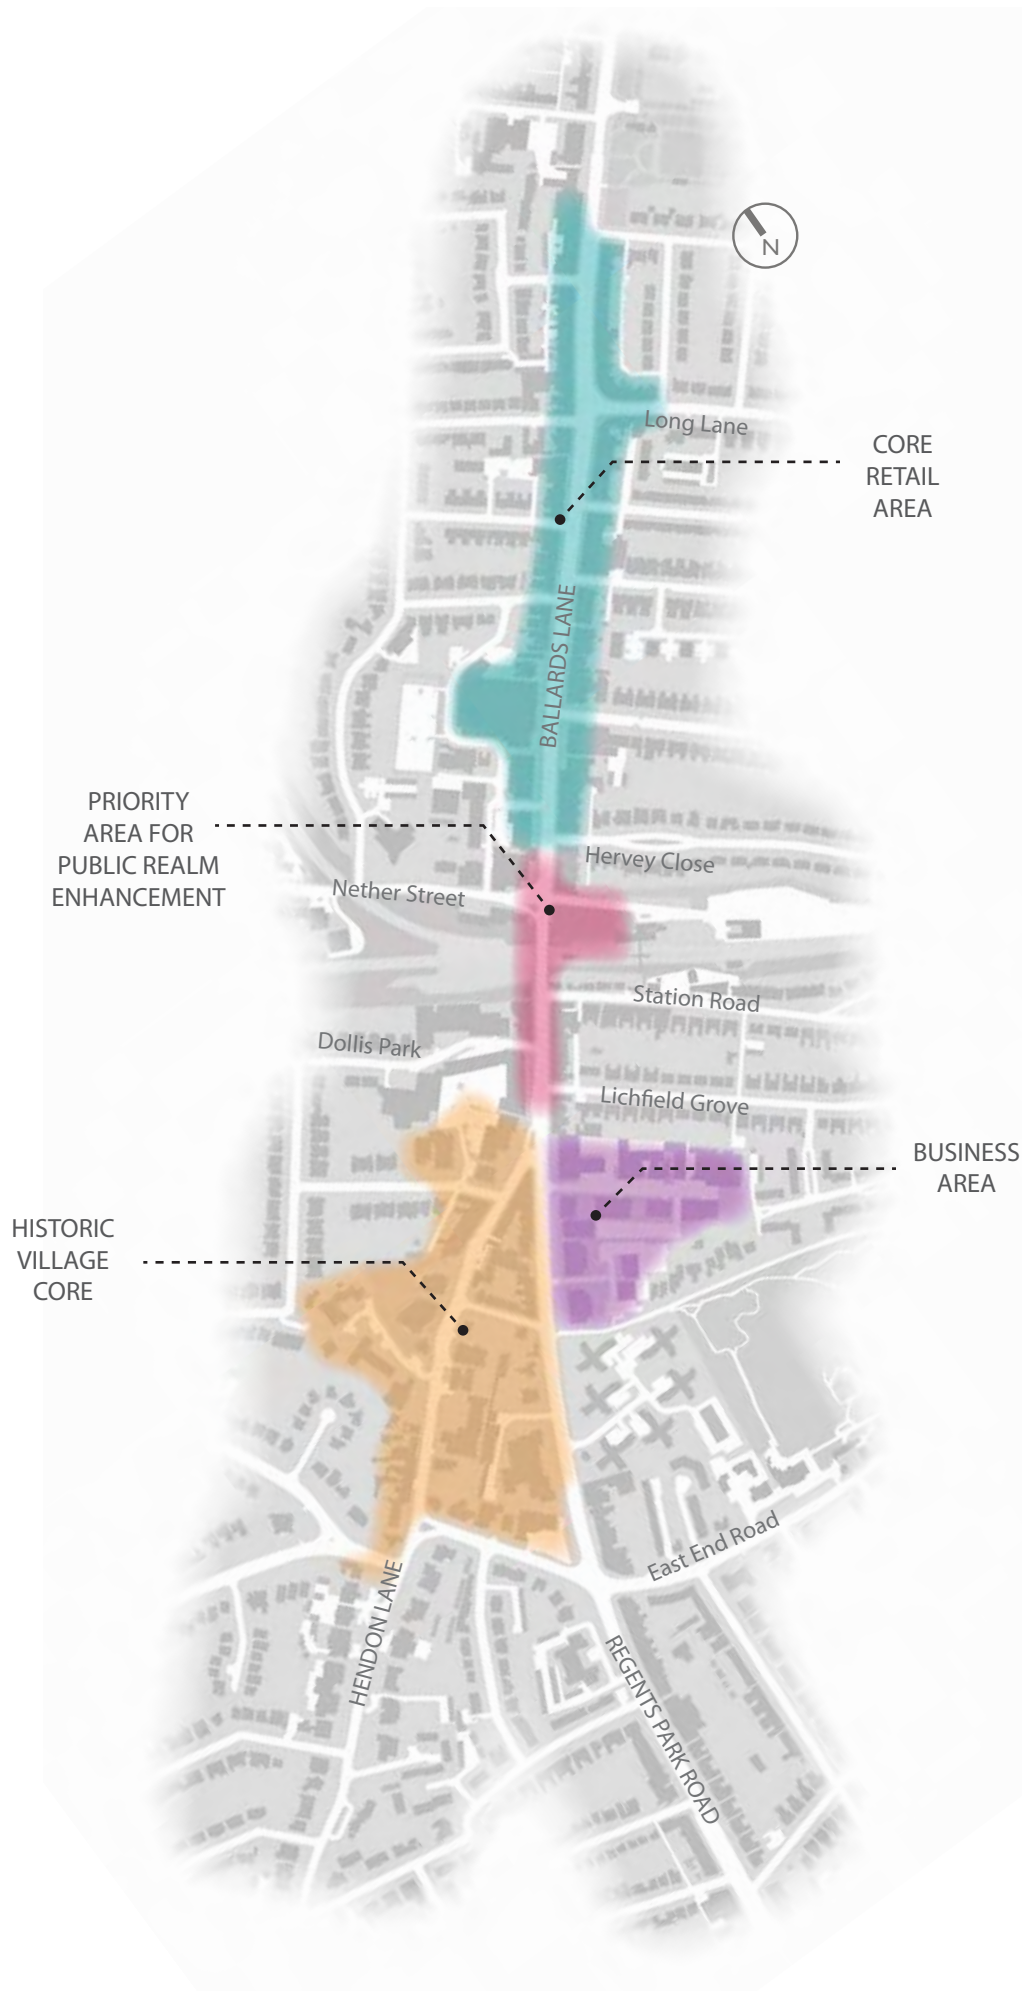 N
Long Lane
CORE
RETAIL
AREA
BALLARDS LANE
PRIORITY
AREA FOR
PUBLIC REALM
ENHANCEMENT
Hervey Close
Nether Street
Station Road
Dollis Park
Lichfield Grove
BUSINESS
AREA
HISTORIC
VILLAGE
CORE
East End Road
HENDON LANE
REGENTS PARK ROAD